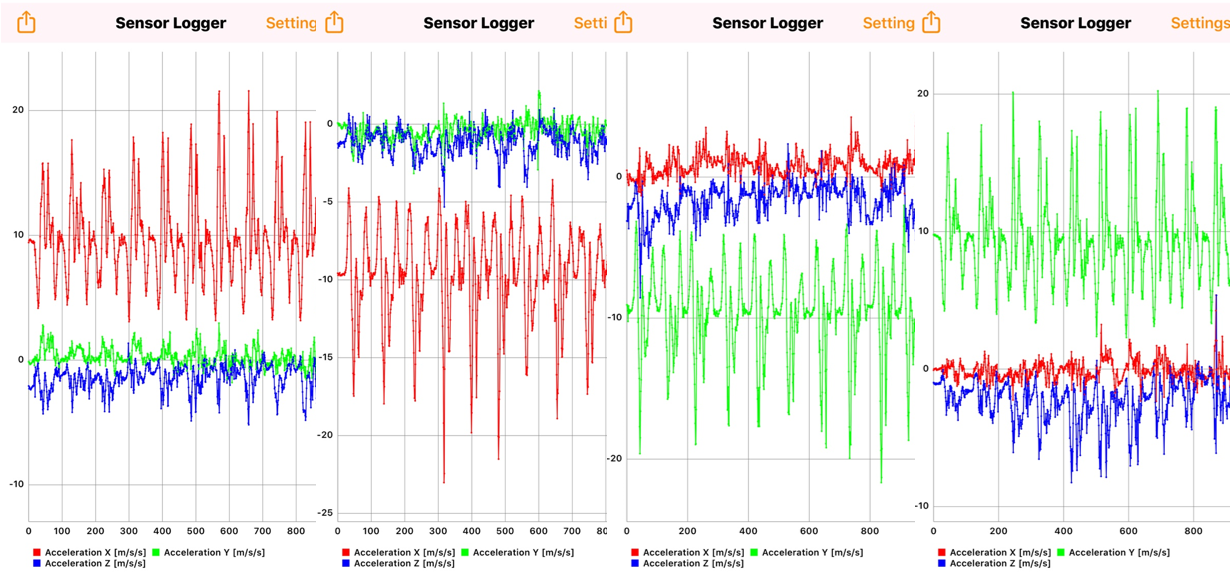 Sensor Logger Setting
20
10
0
-10
0 100 200 300 400 500 600 700 800
Acceleration X [m/s/s] Acceleration Y [m/s/s]
Acceleration Z [m/s/s]
Sensor Logger Setti
0
-5
-10
-15
-20
-25
0 100 200 300 400 500 600 700 80
Acceleration X [m/s/s] Acceleration Y [m/s/s]
Acceleration Z [m/s/s]
Sensor Logger Setting
0
-10
-20
0 200 400 600 800
Acceleration X [m/s/s] Acceleration Y [m/s/s]
Acceleration Z [m/s/s]
Sensor Logger Settings
20
10
0
-10
0 200 400 600 800
Acceleration X [m/s/s] Acceleration Y [m/s/s]
Acceleration Z [m/s/s]